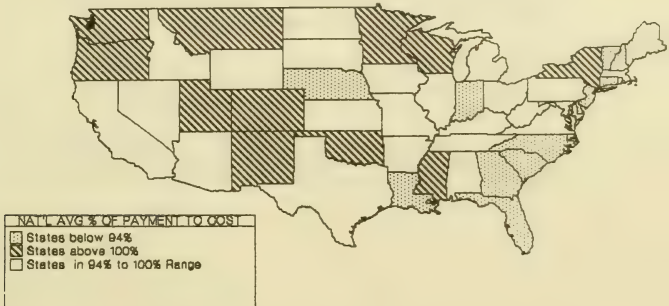 NAT'L AVG % OF PAYMENT TO COST
States below 94%
States above 100%
States in 94% to 100% Range